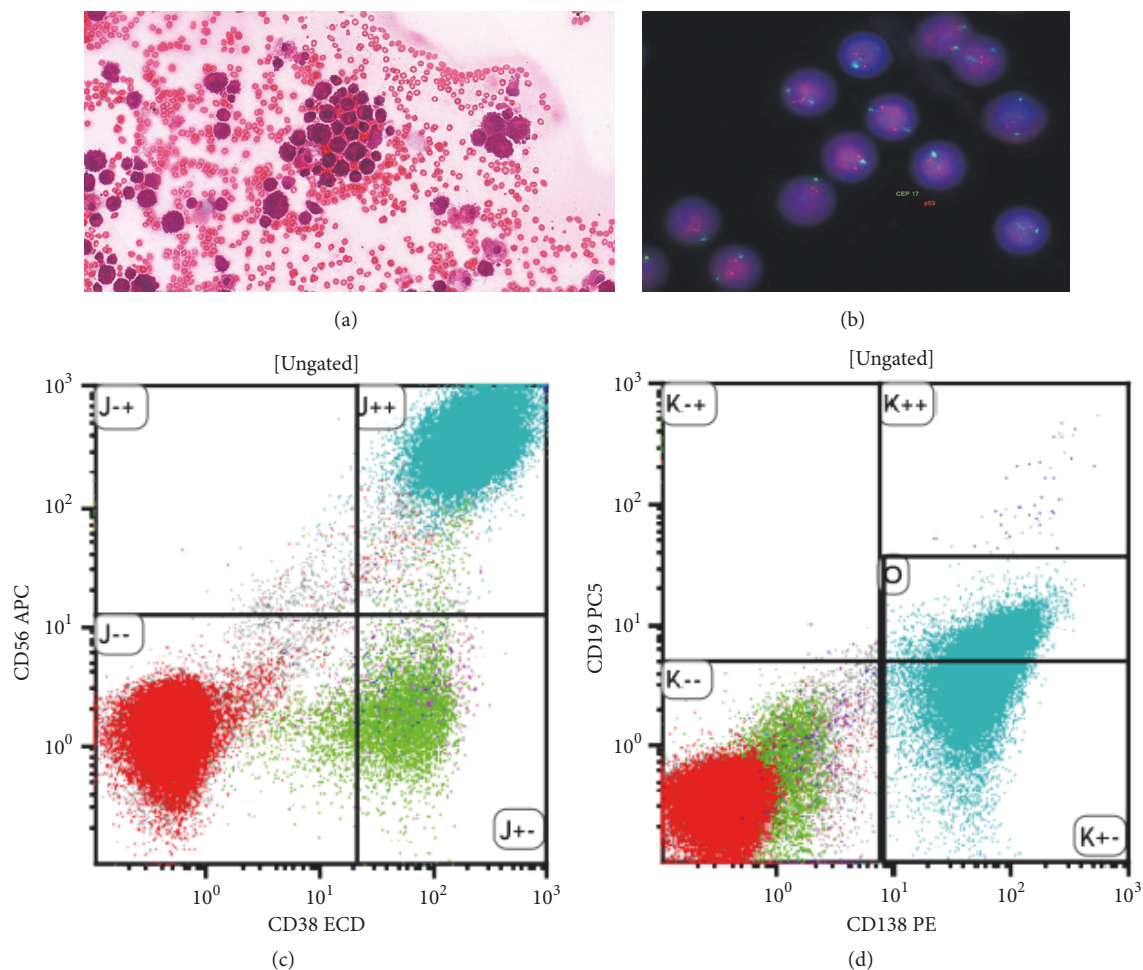 CEP 17
p53
(a)
(b)
[Ungated]
10³
J-+
J++
10²
CD56 APC
10¹
J--
10⁰
J+-
10⁰
10¹
10²
10³
CD38 ECD
(c)
[Ungated]
10³
K-+
K++
10²
O
CD19 PC5
10¹
K--
10⁰
K+-
10⁰
10¹
10²
10³
CD138 PE
(d)